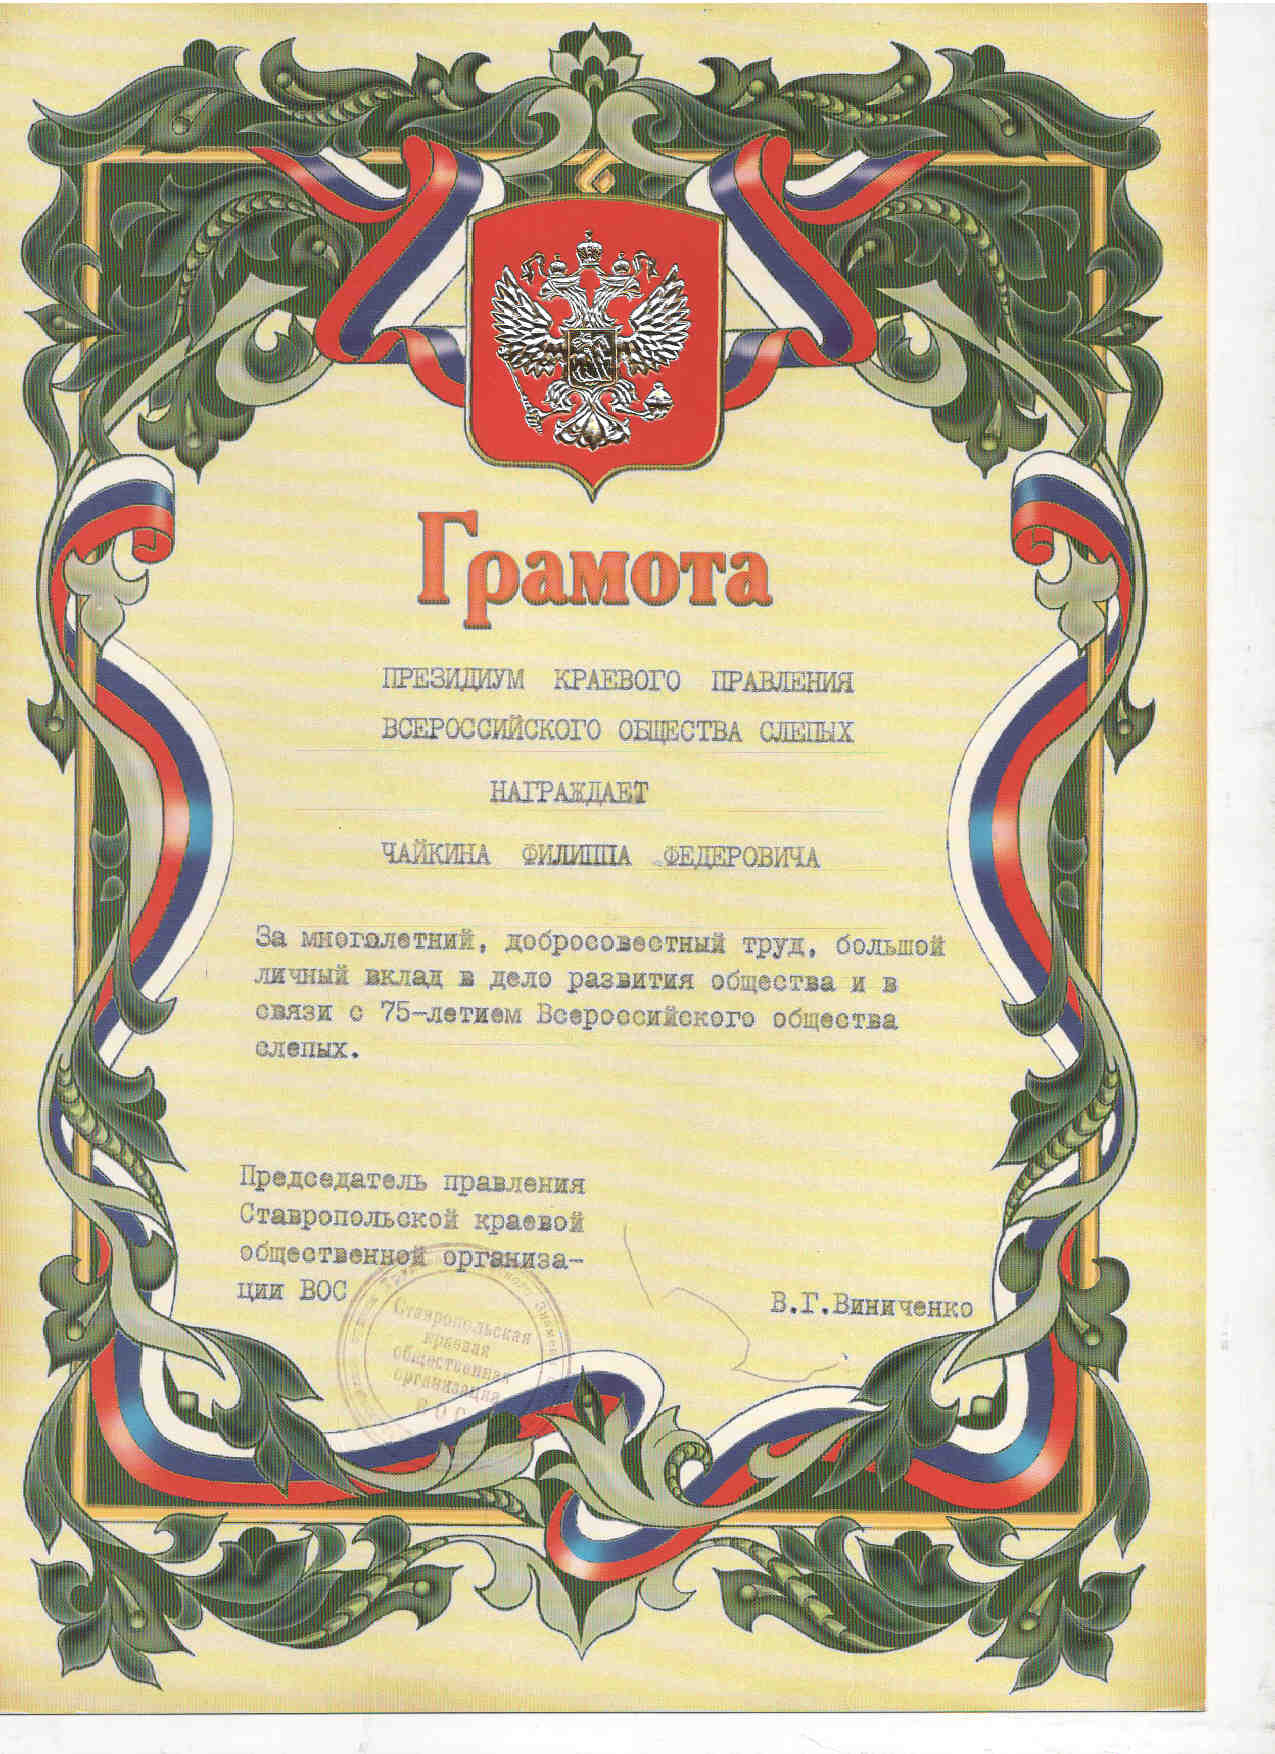 Грамота
ПРЕЗИДИУМ КРАЕВОГО ПРАВЛЕНИЯ
ВСЕРОССИЙСКОГО ОБЩЕСТВА СЛЕПЫХ
НАГРАЖДАЕТ
ЧАЙКИНА ФИЛИППА ФЕДЕРОВИЧА
За многолетний, добросовестный труд, большой
личный вклад в дело развития общества и в
связи с 75-летием Всероссийского общества
слепых.
Председатель правления
Ставропольской краевой
общественной организа-
ции ВОС
В.Г.Виниченко
Ставропольская
краевая
общественная
организация
ВОС